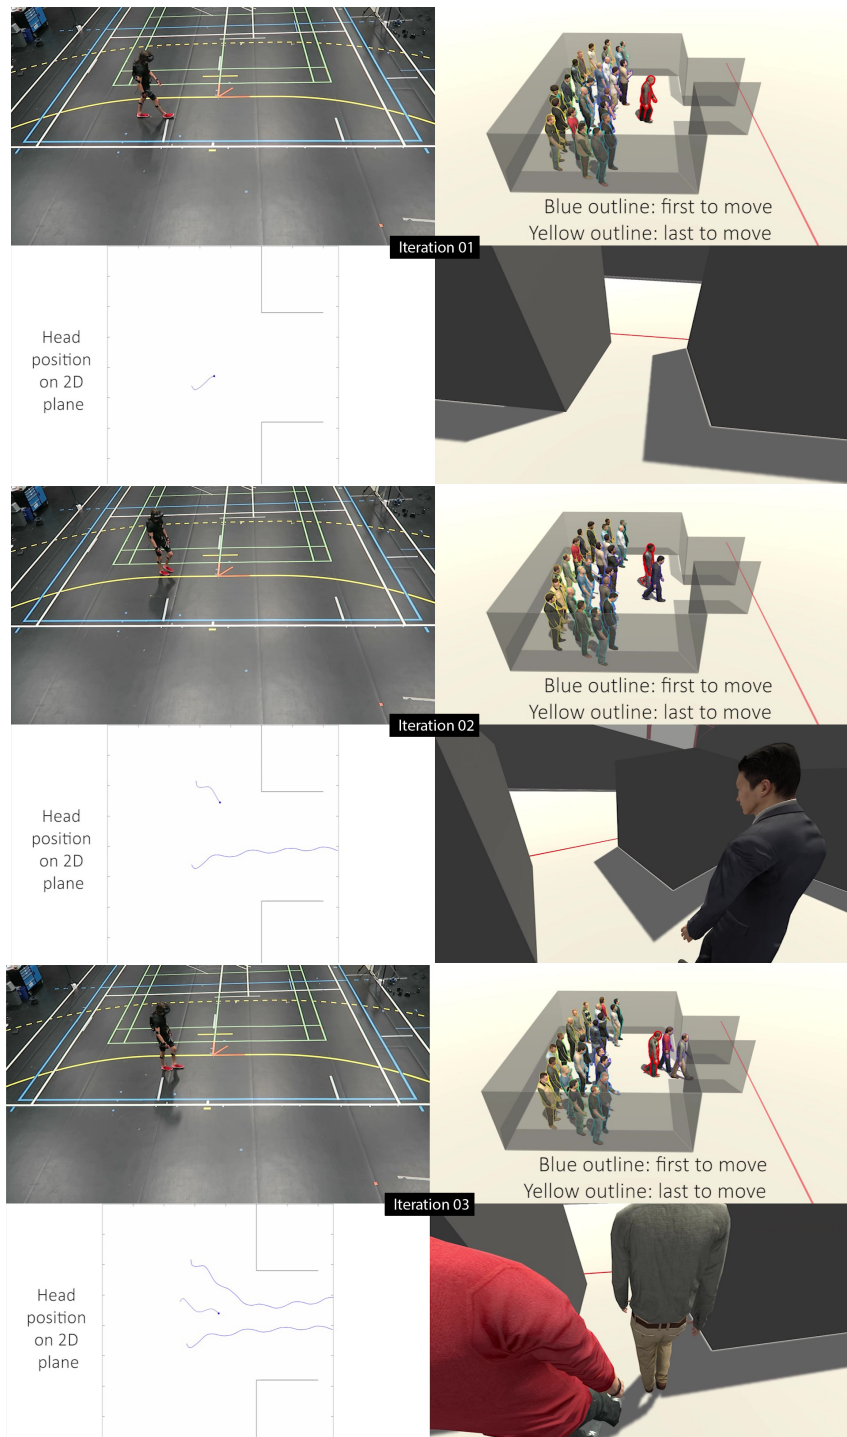 Blue outline: first to move
Yellow outline: last to move
Iteration 01
Head
position
on 2D
plane
Blue outline: first to move
Yellow outline: last to move
Iteration 02
Head
position
on 2D
plane
Blue outline: first to move
Yellow outline: last to move
Iteration 03
Head
position
on 2D
plane